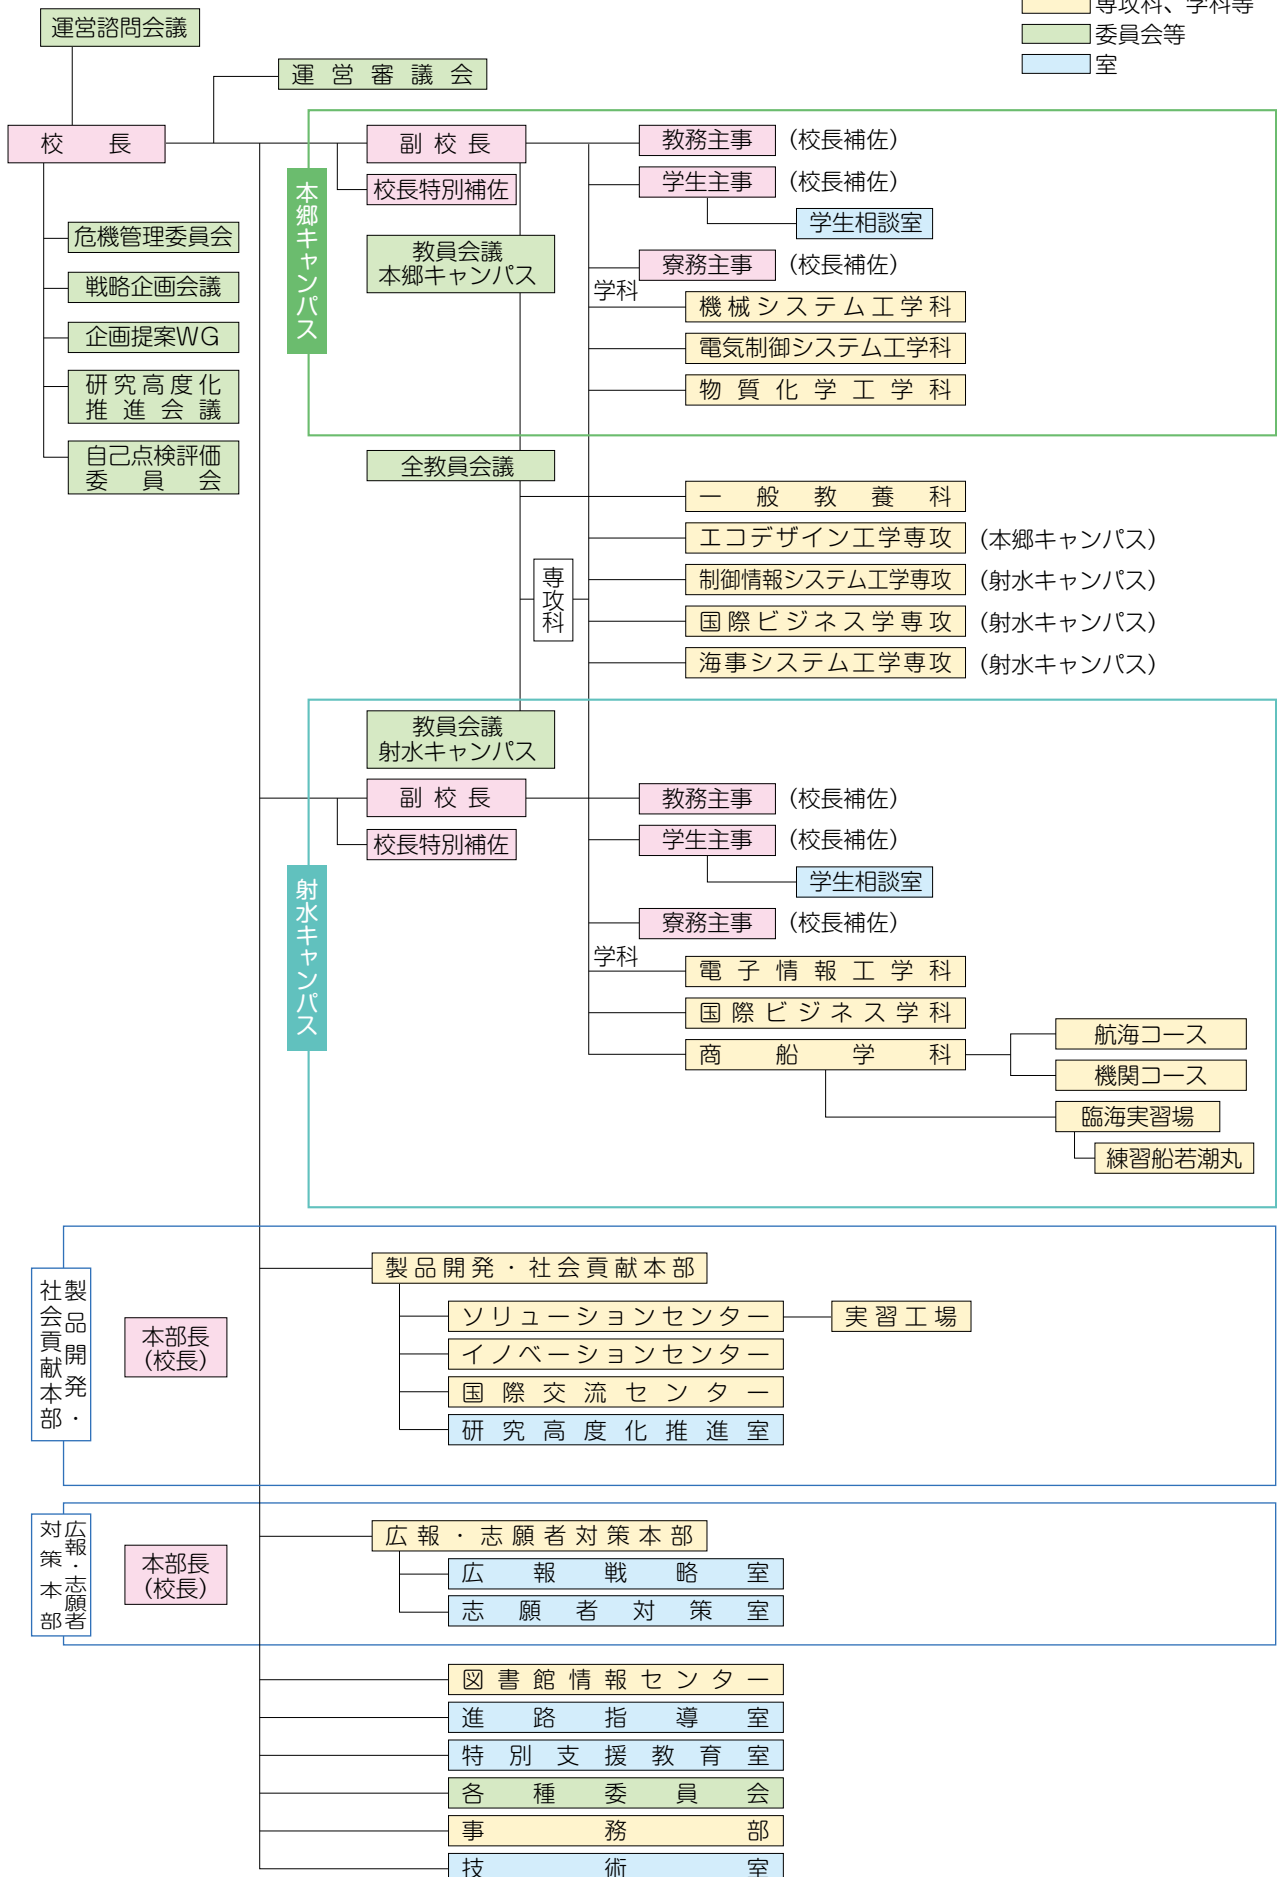 専攻科、学科等
委員会等
室
運営諮問会議
運営審議会
校長
副校長
校長特別補佐
本郷キャンパス
教務主事 (校長補佐)
学生主事 (校長補佐)
学生相談室
寮務主事 (校長補佐)
教員会議
本郷キャンパス
学科
機械システム工学科
電気制御システム工学科
物質化学工学科
危機管理委員会
戦略企画会議
企画提案WG
研究高度化
推進会議
自己点検評価
委員会
全教員会議
一般教養科
専攻科
エコデザイン工学専攻 (本郷キャンパス)
制御情報システム工学専攻 (射水キャンパス)
国際ビジネス学専攻 (射水キャンパス)
海事システム工学専攻 (射水キャンパス)
教員会議
射水キャンパス
副校長
校長特別補佐
射水キャンパス
教務主事 (校長補佐)
学生主事 (校長補佐)
学生相談室
寮務主事 (校長補佐)
学科
電子情報工学科
国際ビジネス学科
商船学科
航海コース
機関コース
臨海実習場
練習船若潮丸
製品開発・
社会貢献本部
本部長
(校長)
製品開発・社会貢献本部
ソリューションセンター
実習工場
イノベーションセンター
国際交流センター
研究高度化推進室
広報・志願者
対策本部
本部長
(校長)
広報・志願者対策本部
広報戦略室
志願者対策室
図書館情報センター
進路指導室
特別支援教育室
各種委員会
事務部
技術室